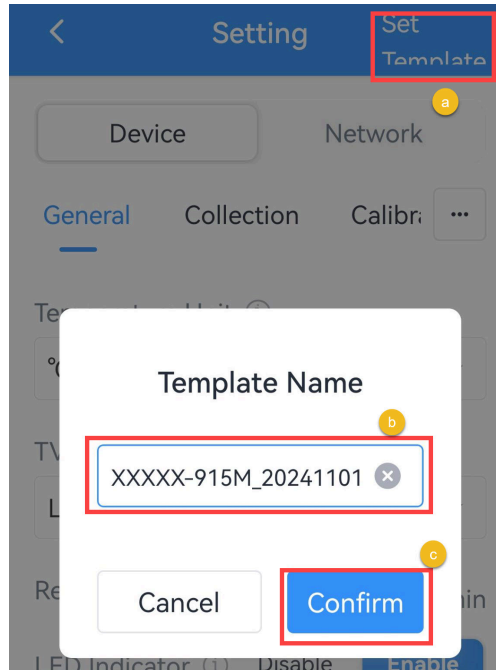 Setting
Set
Template
a
Device
Network
General
Collection
Calibr
...
Template Name
b
XXXXX-915M_20241101
c
Cancel
Confirm
LED Indicator
Disable
Enable